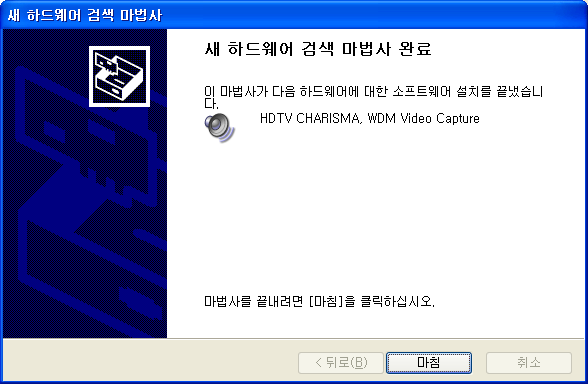 새 하드웨어 검색 마법사
새 하드웨어 검색 마법사 완료
이 마법사가 다음 하드웨어에 대한 소프트웨어 설치를 끝냈습니
다.
HDTV CHARISMA, WDM Video Capture
마법사를 끝내려면 [마침]을 클릭하십시오.
< 뒤로(B) 마침 취소